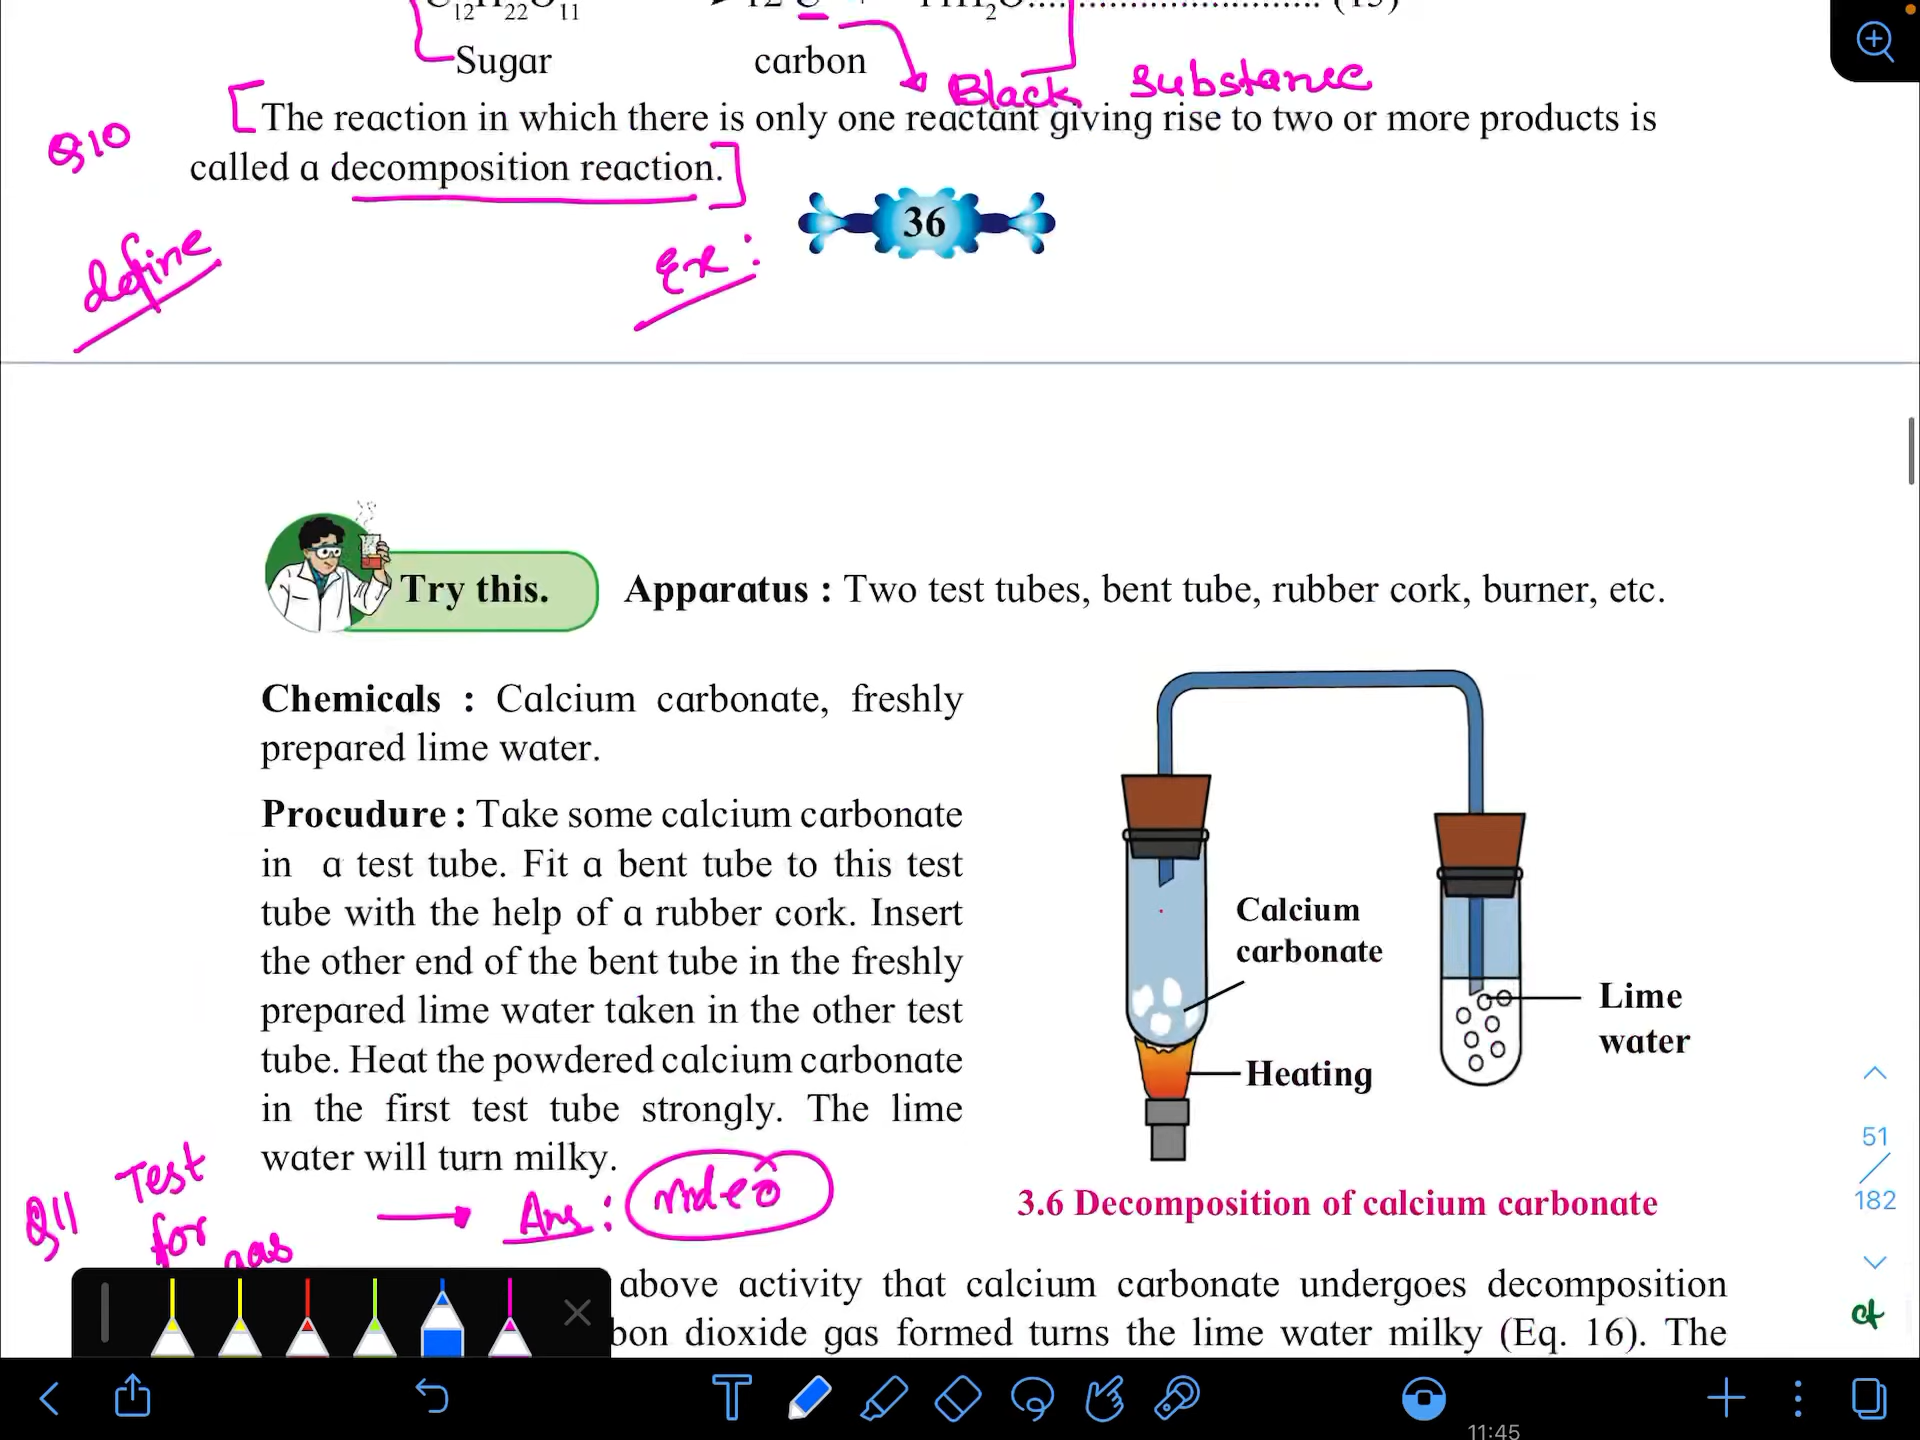 C12H22O11 12 C + 11H2O (15)
Sugar carbon
Black Substance
Q10
[The reaction in which there is only one reactant giving rise to two or more products is
called a decomposition reaction.]
36
define
Ex :
Try this.
Apparatus : Two test tubes, bent tube, rubber cork, burner, etc.
Chemicals : Calcium carbonate, freshly
prepared lime water.
Procudure : Take some calcium carbonate
in a test tube. Fit a bent tube to this test
tube with the help of a rubber cork. Insert
the other end of the bent tube in the freshly
prepared lime water taken in the other test
tube. Heat the powdered calcium carbonate
in the first test tube strongly. The lime
water will turn milky.
Calcium
carbonate
Lime
water
Heating
3.6 Decomposition of calcium carbonate
Q11 Test
for
gas
Ans :
above activity that calcium carbonate undergoes decomposition
bon dioxide gas formed turns the lime water milky (Eq. 16). The
51
182
11:45